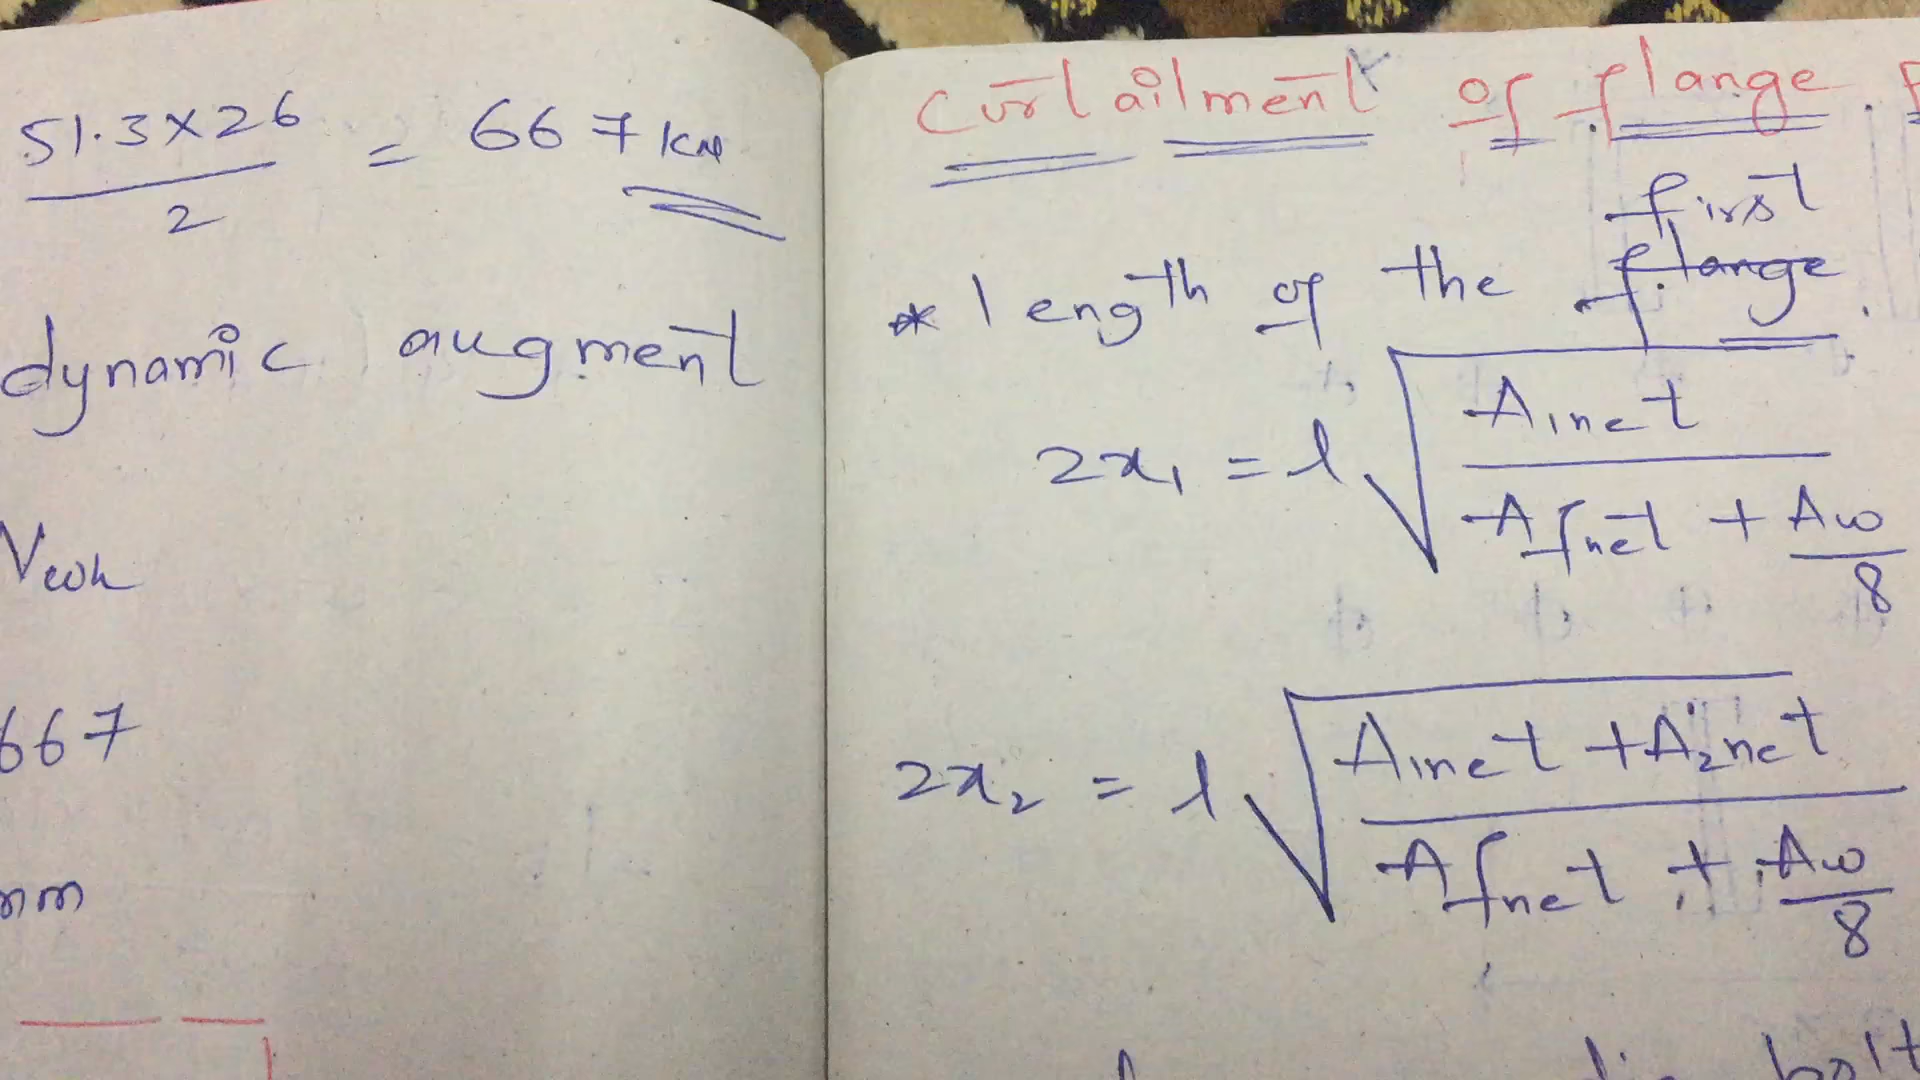 51.3×26 / 2 = 667 kN
dynamic augment
667
mm
Curtailment of flange.
first
* length of the flange.
2x₁ = l √(A₁net / (Afnet + Aw/8))
2x₂ = l √((A₁net + A₂net) / (Afnet + Aw/8))
bolt